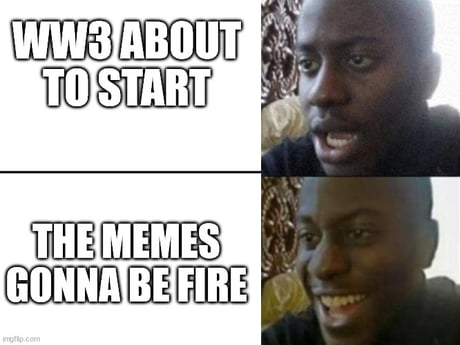 WW3 ABOUT
TO START
THE MEMES
GONNA BE FIRE
imgflip.com